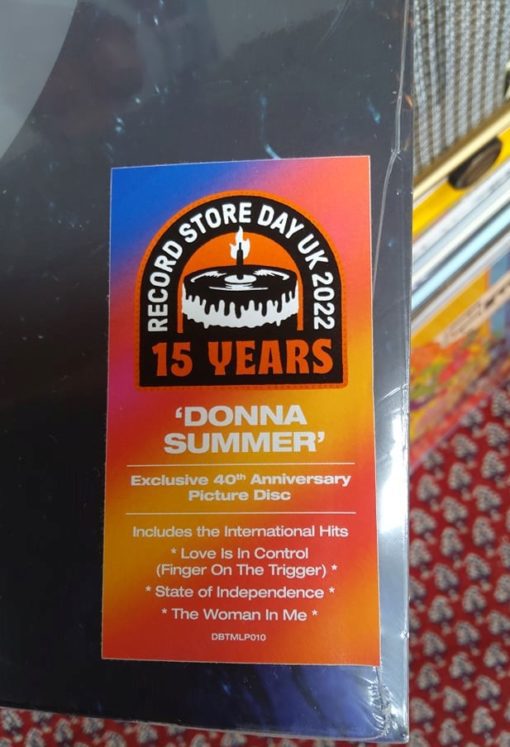 RECORD STORE DAY UK 2022
15 YEARS
‘DONNA
SUMMER’
Exclusive 40th Anniversary
Picture Disc
Includes the International Hits
* Love Is In Control
(Finger On The Trigger) *
* State of Independence *
* The Woman In Me *
DBTMLP010